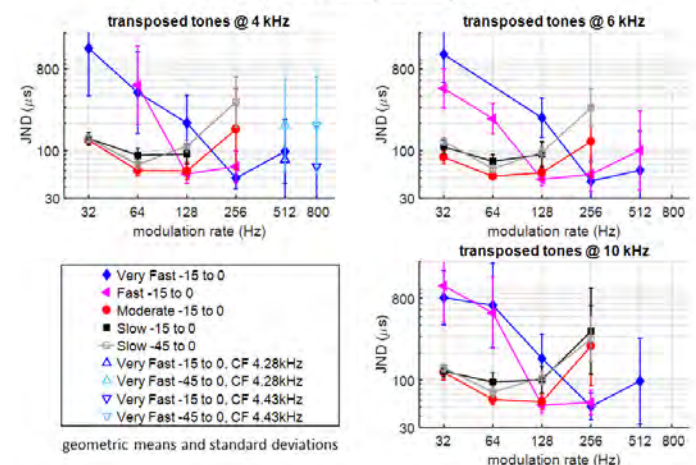 transposed tones @ 4 kHz
JND (μs)
800
100
30
32 64 128 256 512 800
modulation rate (Hz)
transposed tones @ 6 kHz
JND (μs)
800
100
30
32 64 128 256 512 800
modulation rate (Hz)
Very Fast -15 to 0
Fast -15 to 0
Moderate -15 to 0
Slow -15 to 0
Slow -45 to 0
Very Fast -15 to 0, CF 4.28kHz
Very Fast -45 to 0, CF 4.28kHz
Very Fast -15 to 0, CF 4.43kHz
Very Fast -45 to 0, CF 4.43kHz
geometric means and standard deviations
transposed tones @ 10 kHz
JND (μs)
800
100
30
32 64 128 256 512 800
modulation rate (Hz)